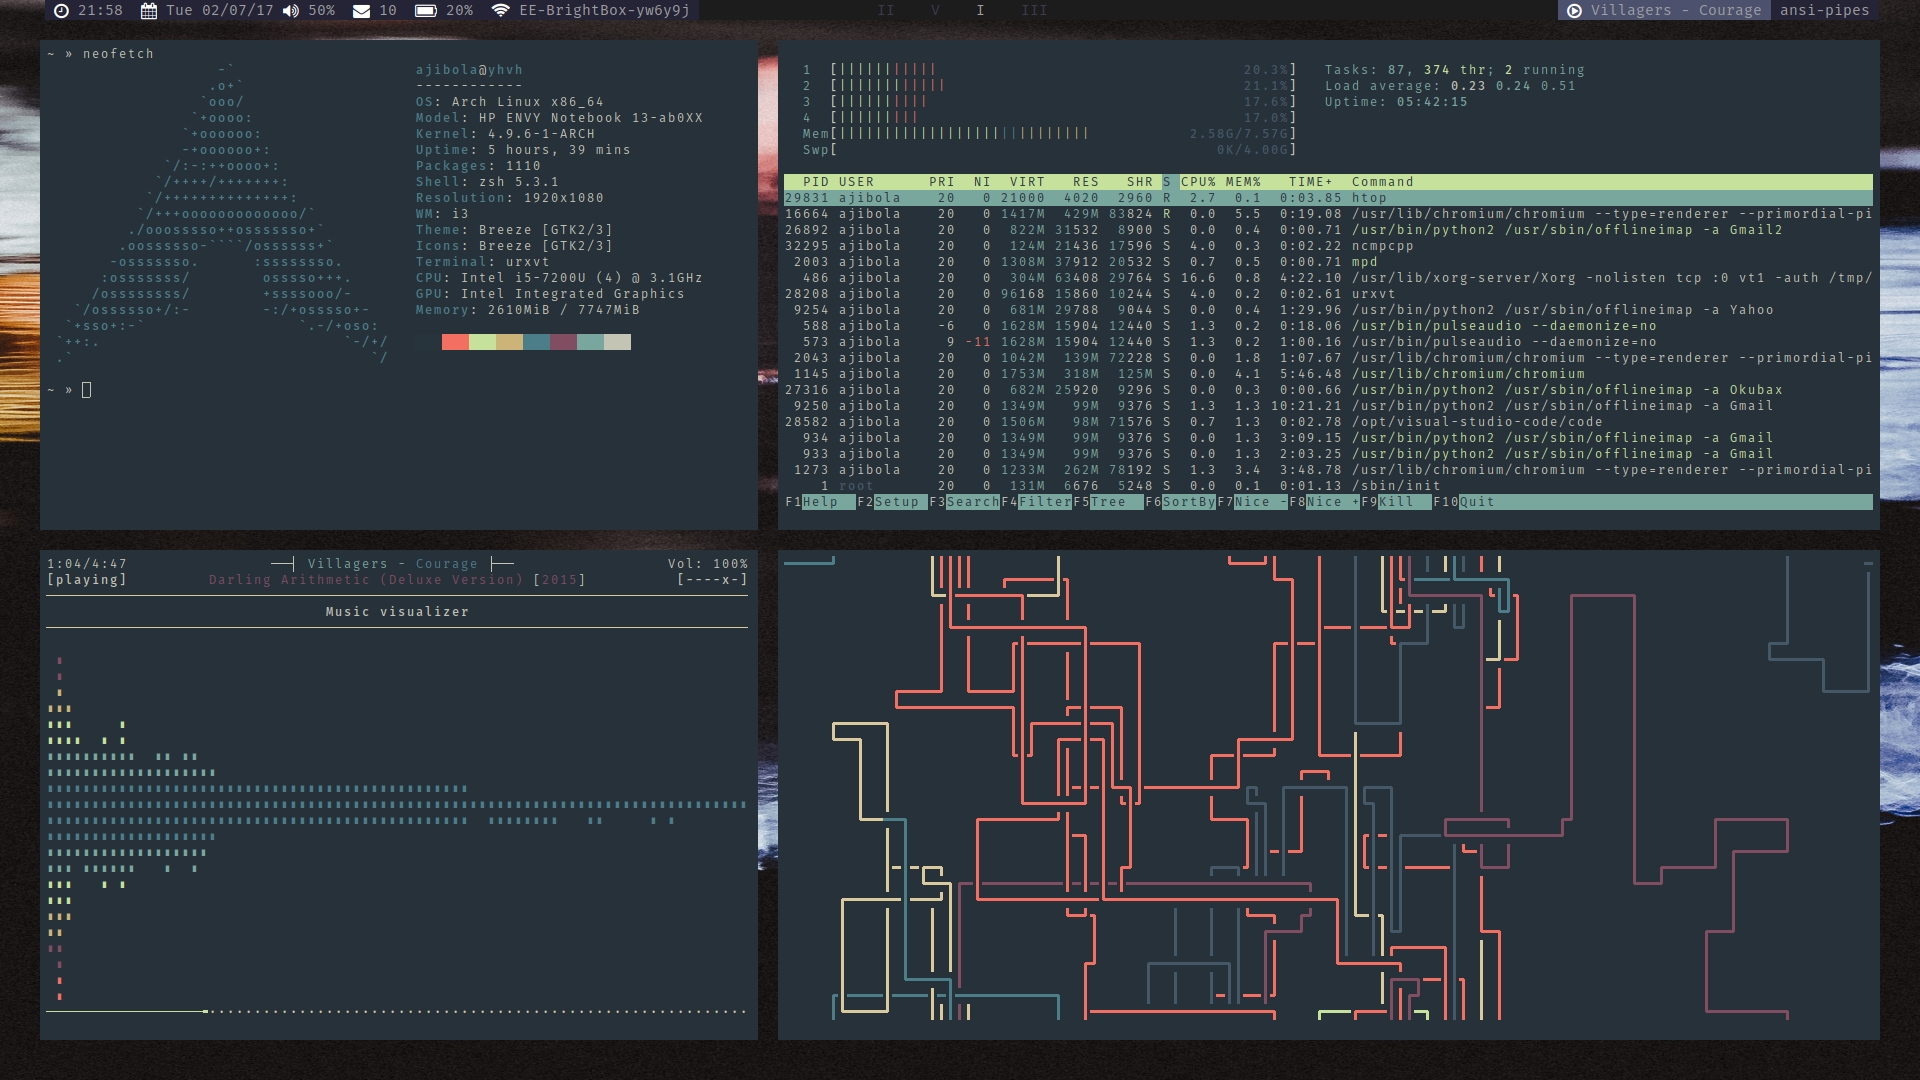 21:58 Tue 02/07/17 50% 10 20% EE-BrightBox-yw6y9j II V I III Villagers - Courage ansi-pipes
~ » neofetch
ajibola@yhvh
------------
OS: Arch Linux x86_64
Model: HP ENVY Notebook 13-ab0XX
Kernel: 4.9.6-1-ARCH
Uptime: 5 hours, 39 mins
Packages: 1110
Shell: zsh 5.3.1
Resolution: 1920x1080
WM: i3
Theme: Breeze [GTK2/3]
Icons: Breeze [GTK2/3]
Terminal: urxvt
CPU: Intel i5-7200U (4) @ 3.1GHz
GPU: Intel Integrated Graphics
Memory: 2610MiB / 7747MiB
~ »
1 [||||||||||| 20.3%] Tasks: 87, 374 thr; 2 running
2 [|||||||||||| 21.1%] Load average: 0.23 0.24 0.51
3 [|||||||||| 17.6%] Uptime: 05:42:15
4 [||||||||| 17.0%]
Mem[|||||||||||||||||||||||||||| 2.58G/7.57G]
Swp[ 0K/4.00G]
PID USER PRI NI VIRT RES SHR S CPU% MEM% TIME+ Command
29831 ajibola 20 0 21000 4020 2960 R 2.7 0.1 0:03.85 htop
16664 ajibola 20 0 1417M 429M 83824 R 0.0 5.5 0:19.08 /usr/lib/chromium/chromium --type=renderer --primordial-pi
26892 ajibola 20 0 822M 31532 8900 S 0.0 0.4 0:00.71 /usr/bin/python2 /usr/sbin/offlineimap -a Gmail2
32295 ajibola 20 0 124M 21436 17596 S 4.0 0.3 0:02.22 ncmpcpp
2003 ajibola 20 0 1308M 37912 20532 S 0.7 0.5 0:00.71 mpd
486 ajibola 20 0 304M 63408 29764 S 16.6 0.8 4:22.10 /usr/lib/xorg-server/Xorg -nolisten tcp :0 vt1 -auth /tmp/
28208 ajibola 20 0 96168 15860 10244 S 4.0 0.2 0:02.61 urxvt
9254 ajibola 20 0 681M 29788 9044 S 0.0 0.4 1:29.96 /usr/bin/python2 /usr/sbin/offlineimap -a Yahoo
588 ajibola -6 0 1628M 15904 12440 S 1.3 0.2 0:18.06 /usr/bin/pulseaudio --daemonize=no
573 ajibola 9 -11 1628M 15904 12440 S 1.3 0.2 1:00.16 /usr/bin/pulseaudio --daemonize=no
2043 ajibola 20 0 1042M 139M 72228 S 0.0 1.8 1:07.67 /usr/lib/chromium/chromium --type=renderer --primordial-pi
1145 ajibola 20 0 1753M 318M 125M S 0.0 4.1 5:46.48 /usr/lib/chromium/chromium
27316 ajibola 20 0 682M 25920 9296 S 0.0 0.3 0:00.66 /usr/bin/python2 /usr/sbin/offlineimap -a Okubax
9250 ajibola 20 0 1349M 99M 9376 S 1.3 1.3 10:21.21 /usr/bin/python2 /usr/sbin/offlineimap -a Gmail
28582 ajibola 20 0 1506M 98M 71576 S 0.7 1.3 0:02.78 /opt/visual-studio-code/code
934 ajibola 20 0 1349M 99M 9376 S 0.0 1.3 3:09.15 /usr/bin/python2 /usr/sbin/offlineimap -a Gmail
933 ajibola 20 0 1349M 99M 9376 S 0.0 1.3 2:03.25 /usr/bin/python2 /usr/sbin/offlineimap -a Gmail
1273 ajibola 20 0 1233M 262M 78192 S 1.3 3.4 3:48.78 /usr/lib/chromium/chromium --type=renderer --primordial-pi
1 root 20 0 131M 6676 5248 S 0.0 0.1 0:01.13 /sbin/init
F1Help F2Setup F3SearchF4FilterF5Tree F6SortByF7Nice -F8Nice +F9Kill F10Quit
1:04/4:47 Villagers - Courage Vol: 100%
[playing] Darling Arithmetic (Deluxe Version) [2015] [----x-]
Music visualizer